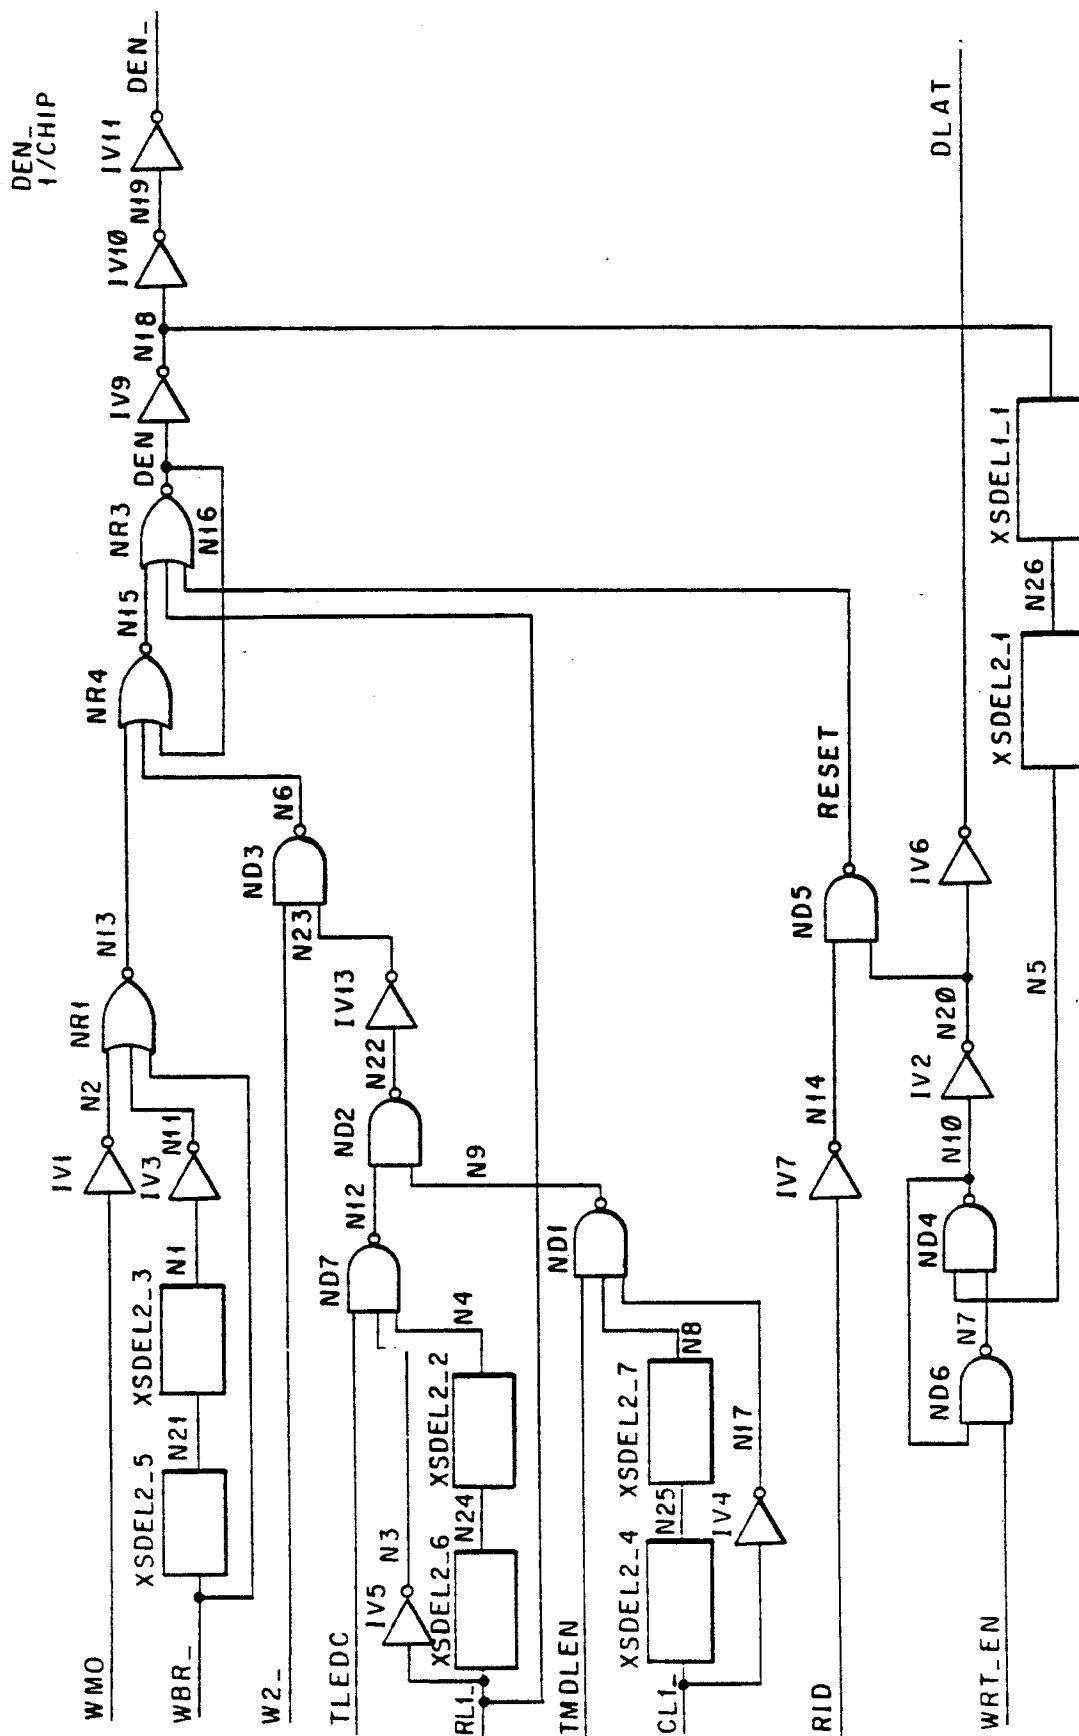 DEN_
1/CHIP
WMO
IV1
N2
NR1
N13
NR4
N15
NR3
DEN
IV9
N18
IV10
N19
IV11
DEN_
WBR_
XSDEL2_5
N21
XSDEL2_3
N1
IV3
N11
N16
W2_
ND3
N6
N23
TLEDC
ND7
N12
ND2
N22
IV13
IV5
N3
RL1_
XSDEL2_6
N24
XSDEL2_2
N4
TMDLEN
ND1
N9
CL1_
XSDEL2_4
N25
XSDEL2_7
N8
IV4
N17
RID
IV7
N14
ND5
RESET
WRT_EN
ND6
N7
ND4
N10
IV2
N20
IV6
DLAT
N5
XSDEL2_1
N26
XSDEL1_1